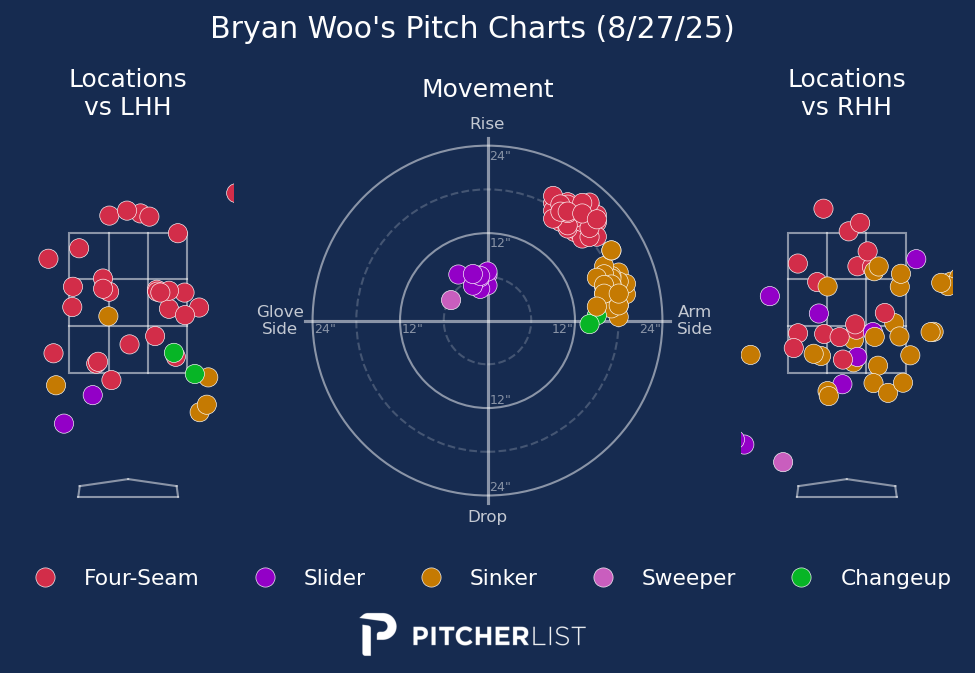 Bryan Woo's Pitch Charts (8/27/25)
Locations
vs LHH
Movement
Locations
vs RHH
Rise
24"
12"
Glove
Side
24"
12"
12"
24"
Arm
Side
12"
24"
Drop
Four-Seam
Slider
Sinker
Sweeper
Changeup
PITCHERLIST